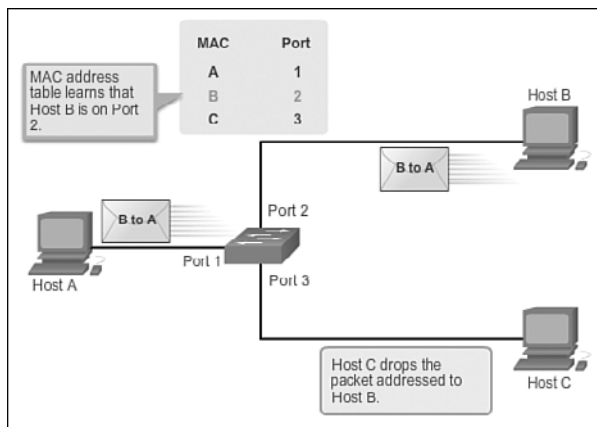 MAC Port
A 1
B 2
C 3
MAC address
table learns that
Host B is on Port
2.
Host B
B to A
B to A
Port 2
Port 1
Port 3
Host A
Host C drops the
packet addressed to
Host B.
Host C